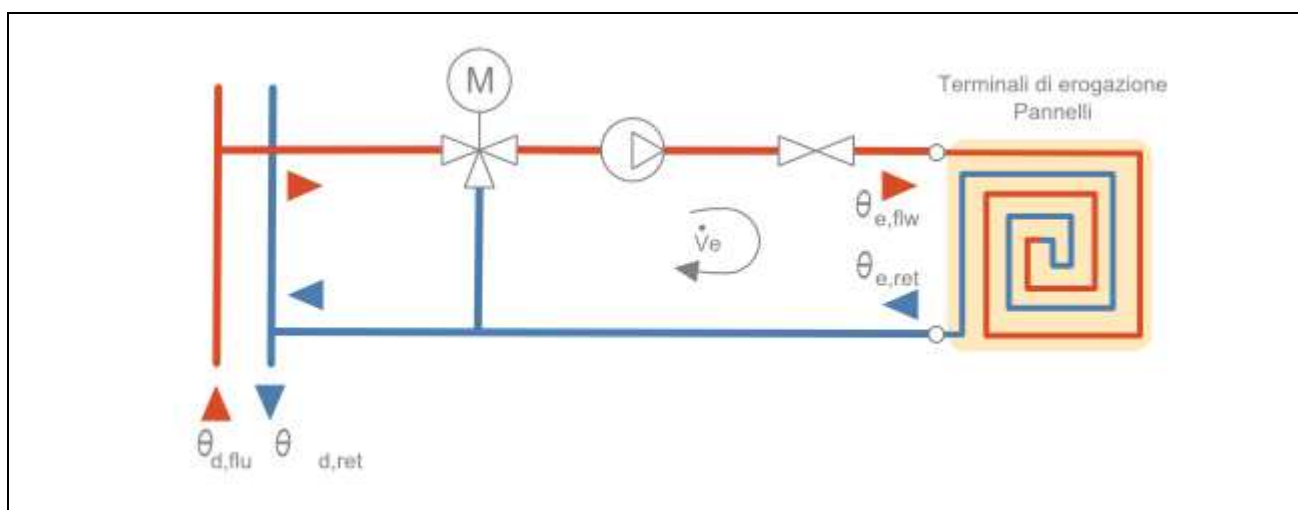 M
Terminali di erogazione
Pannelli
θe,flw
V̇e
θe,ret
θd,flu θ d,ret